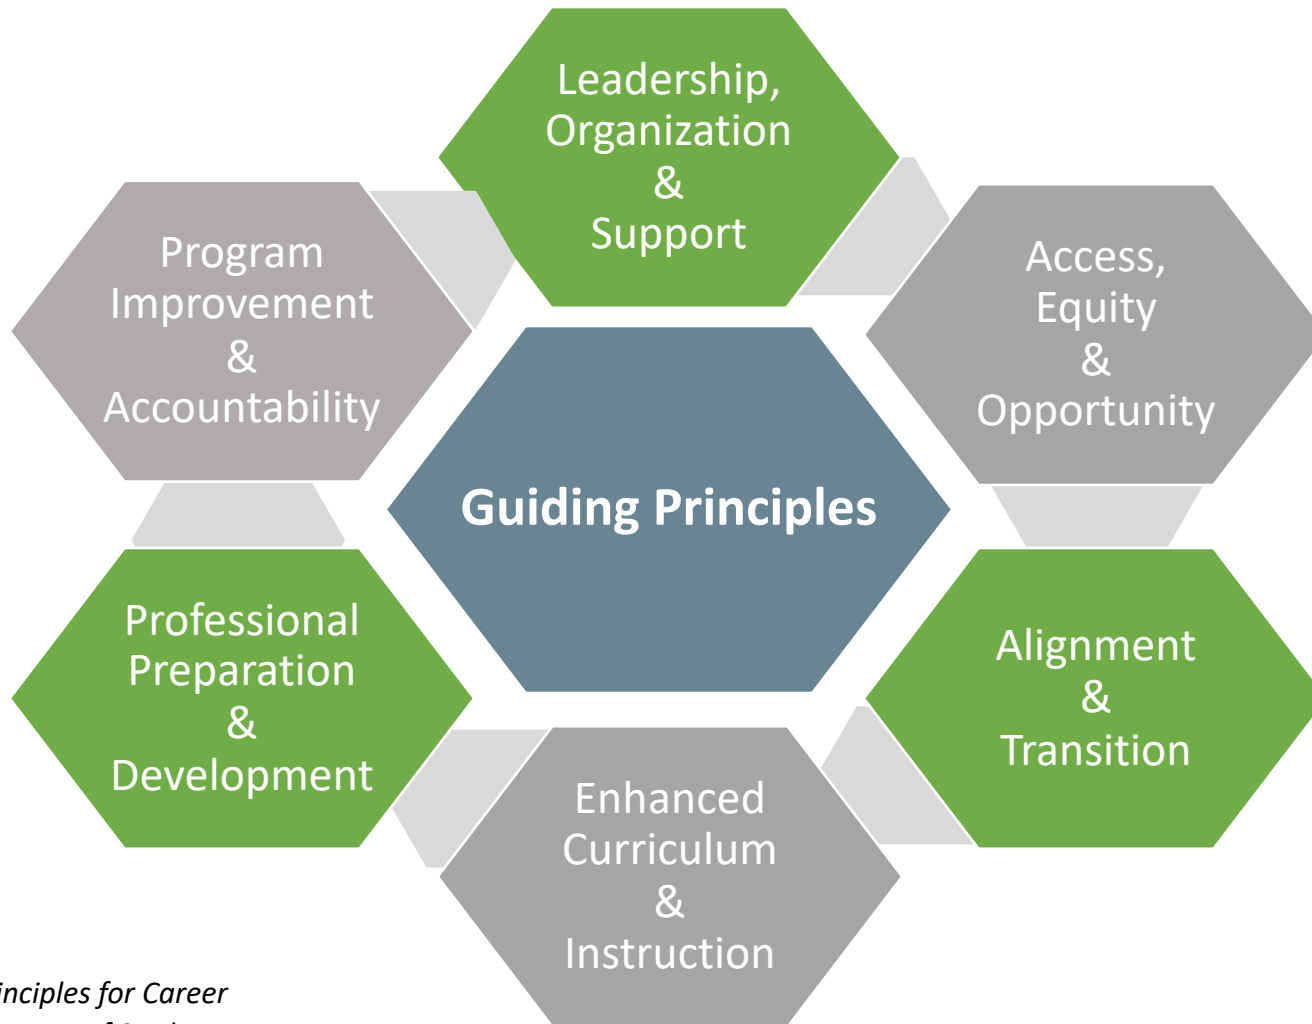 Leadership,
Organization
&
Support
Access,
Equity
&
Opportunity
Alignment
&
Transition
Enhanced
Curriculum
&
Instruction
Professional
Preparation
&
Development
Program
Improvement
&
Accountability
Guiding Principles
for Career